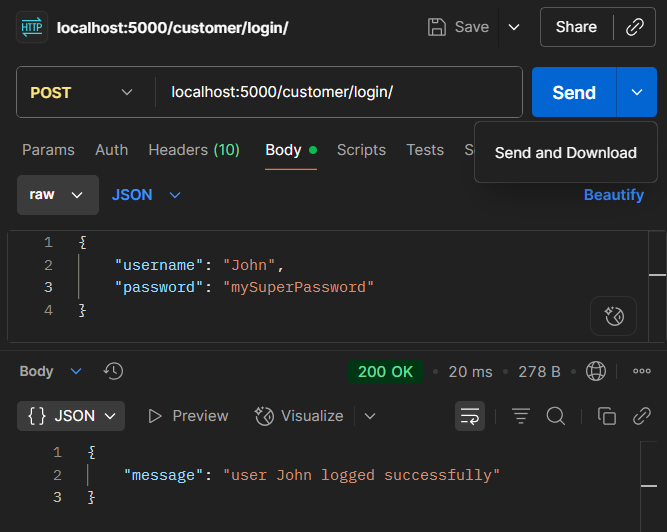 HTTP localhost:5000/customer/login/ Save Share
POST localhost:5000/customer/login/ Send
Params Auth Headers (10) Body Scripts Tests S
Send and Download
raw JSON Beautify
1 {
2 "username": "John",
3 "password": "mySuperPassword"
4 }
Body 200 OK • 20 ms • 278 B •
{} JSON Preview Visualize
1 {
2 "message": "user John logged successfully"
3 }